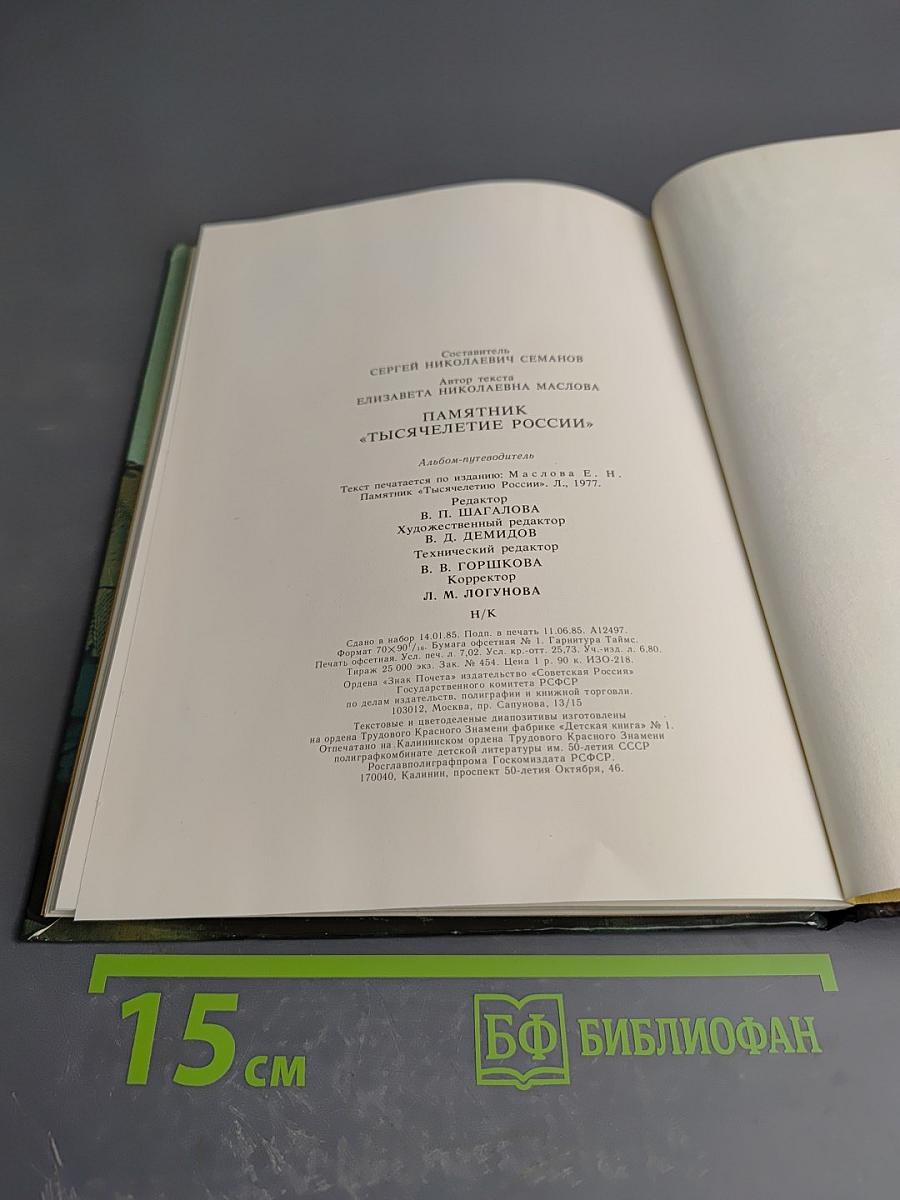 Составитель
СЕРГЕЙ НИКОЛАЕВИЧ СЕМАНОВ
Автор текста
ЕЛИЗАВЕТА НИКОЛАЕВНА МАСЛОВА
ПАМЯТНИК
«ТЫСЯЧЕЛЕТИЕ РОССИИ»
Альбом-путеводитель
Текст печатается по изданию: Маслова Е. Н.
Памятник «Тысячелетию России». Л., 1977.
Редактор
В. П. ШАГАЛОВА
Художественный редактор
В. Д. ДЕМИДОВ
Технический редактор
В. В. ГОРШКОВА
Корректор
Л. М. ЛОГУНОВА
Н/К
Сдано в набор 14.01.85. Подп. в печать 11.06.85. А12497.
Формат 70×90 1/16. Бумага офсетная № 1. Гарнитура Таймс.
Печать офсетная. Усл. печ. л. 7,02. Усл. кр.-отт. 25,73. Уч.-изд. л. 6,80.
Тираж 25 000 экз. Зак. № 454. Цена 1 р. 90 к. ИЗО-218.
Ордена «Знак Почета» издательство «Советская Россия»
Государственного комитета РСФСР
по делам издательств, полиграфии и книжной торговли.
103012, Москва, пр. Сапунова, 13/15
Текстовые и цветоделеные диапозитивы изготовлены
на ордена Трудового Красного Знамени фабрике «Детская книга» № 1.
Отпечатано на Калининском ордена Трудового Красного Знамени
полиграфкомбинате детской литературы им. 50-летия СССР
Росглавполиграфпрома Госкомиздата РСФСР.
170040, Калинин, проспект 50-летия Октября, 46.
15 см
БФ БИБЛИОФАН